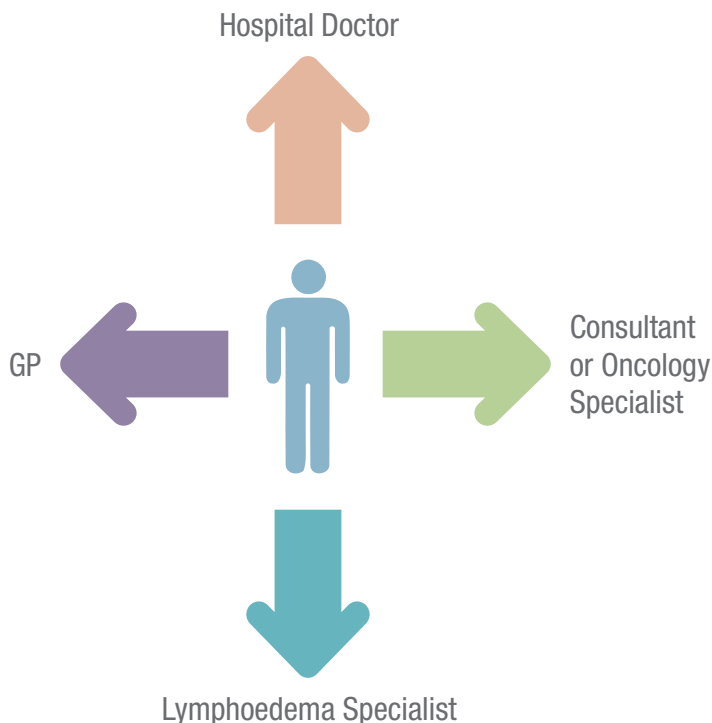 Hospital Doctor
GP
Consultant
or Oncology
Specialist
Lymphoedema Specialist